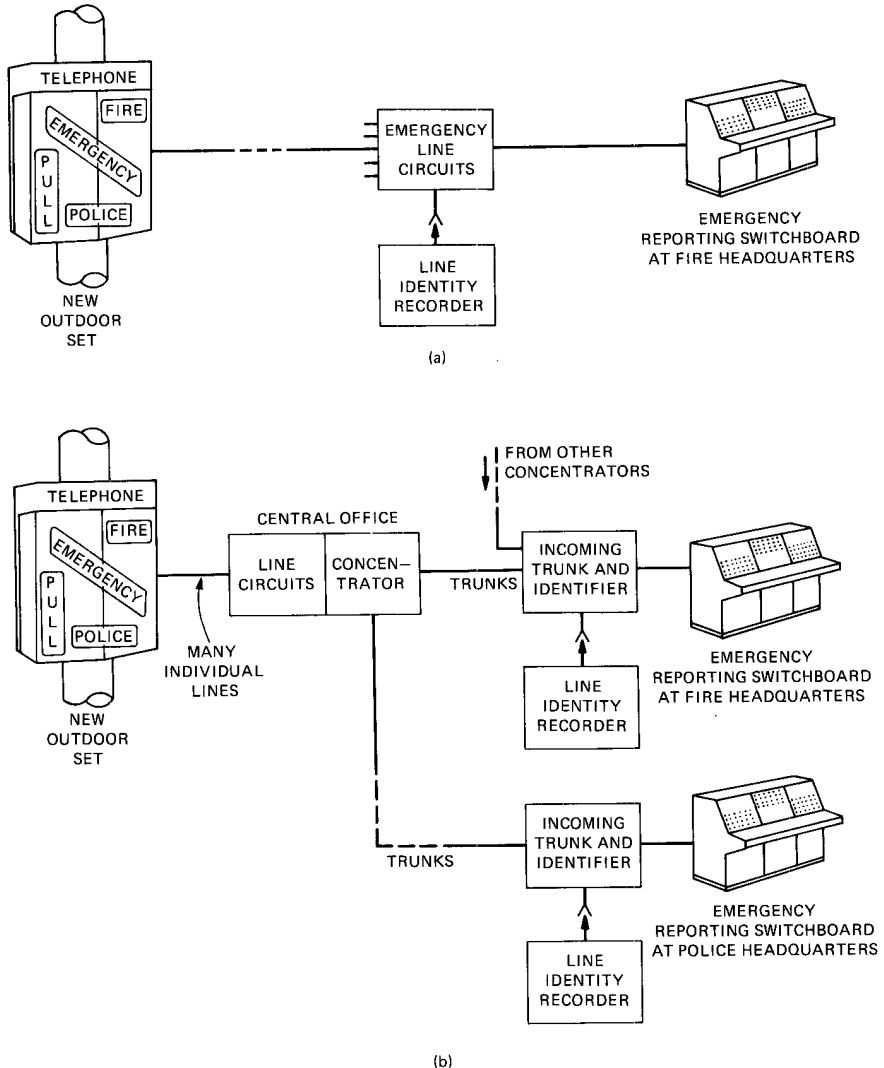 TELEPHONE
FIRE
EMERGENCY
PULL
POLICE
NEW
OUTDOOR
SET
EMERGENCY
LINE
CIRCUITS
LINE
IDENTITY
RECORDER
EMERGENCY
REPORTING SWITCHBOARD
AT FIRE HEADQUARTERS
(a)
TELEPHONE
FIRE
EMERGENCY
PULL
POLICE
NEW
OUTDOOR
SET
MANY
INDIVIDUAL
LINES
CENTRAL OFFICE
LINE
CIRCUITS
CONCEN–
TRATOR
TRUNKS
FROM OTHER
CONCENTRATORS
INCOMING
TRUNK AND
IDENTIFIER
LINE
IDENTITY
RECORDER
EMERGENCY
REPORTING SWITCHBOARD
AT FIRE HEADQUARTERS
TRUNKS
INCOMING
TRUNK AND
IDENTIFIER
LINE
IDENTITY
RECORDER
EMERGENCY
REPORTING SWITCHBOARD
AT POLICE HEADQUARTERS
(b)